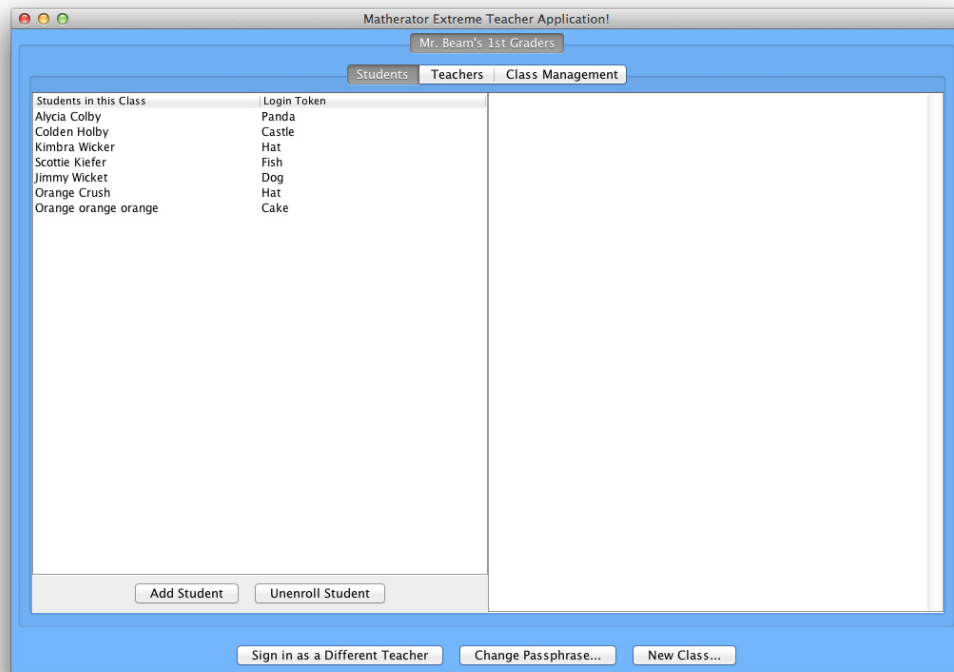 Matherator Extreme Teacher Application!
Mr. Beam's 1st Graders
Students Teachers Class Management
Students in this Class Login Token
Alycia Colby Panda
Colden Holby Castle
Kimbra Wicker Hat
Scottie Kiefer Fish
Jimmy Wicket Dog
Orange Crush Hat
Orange orange orange Cake
Add Student Unenroll Student
Sign in as a Different Teacher Change Passphrase... New Class...